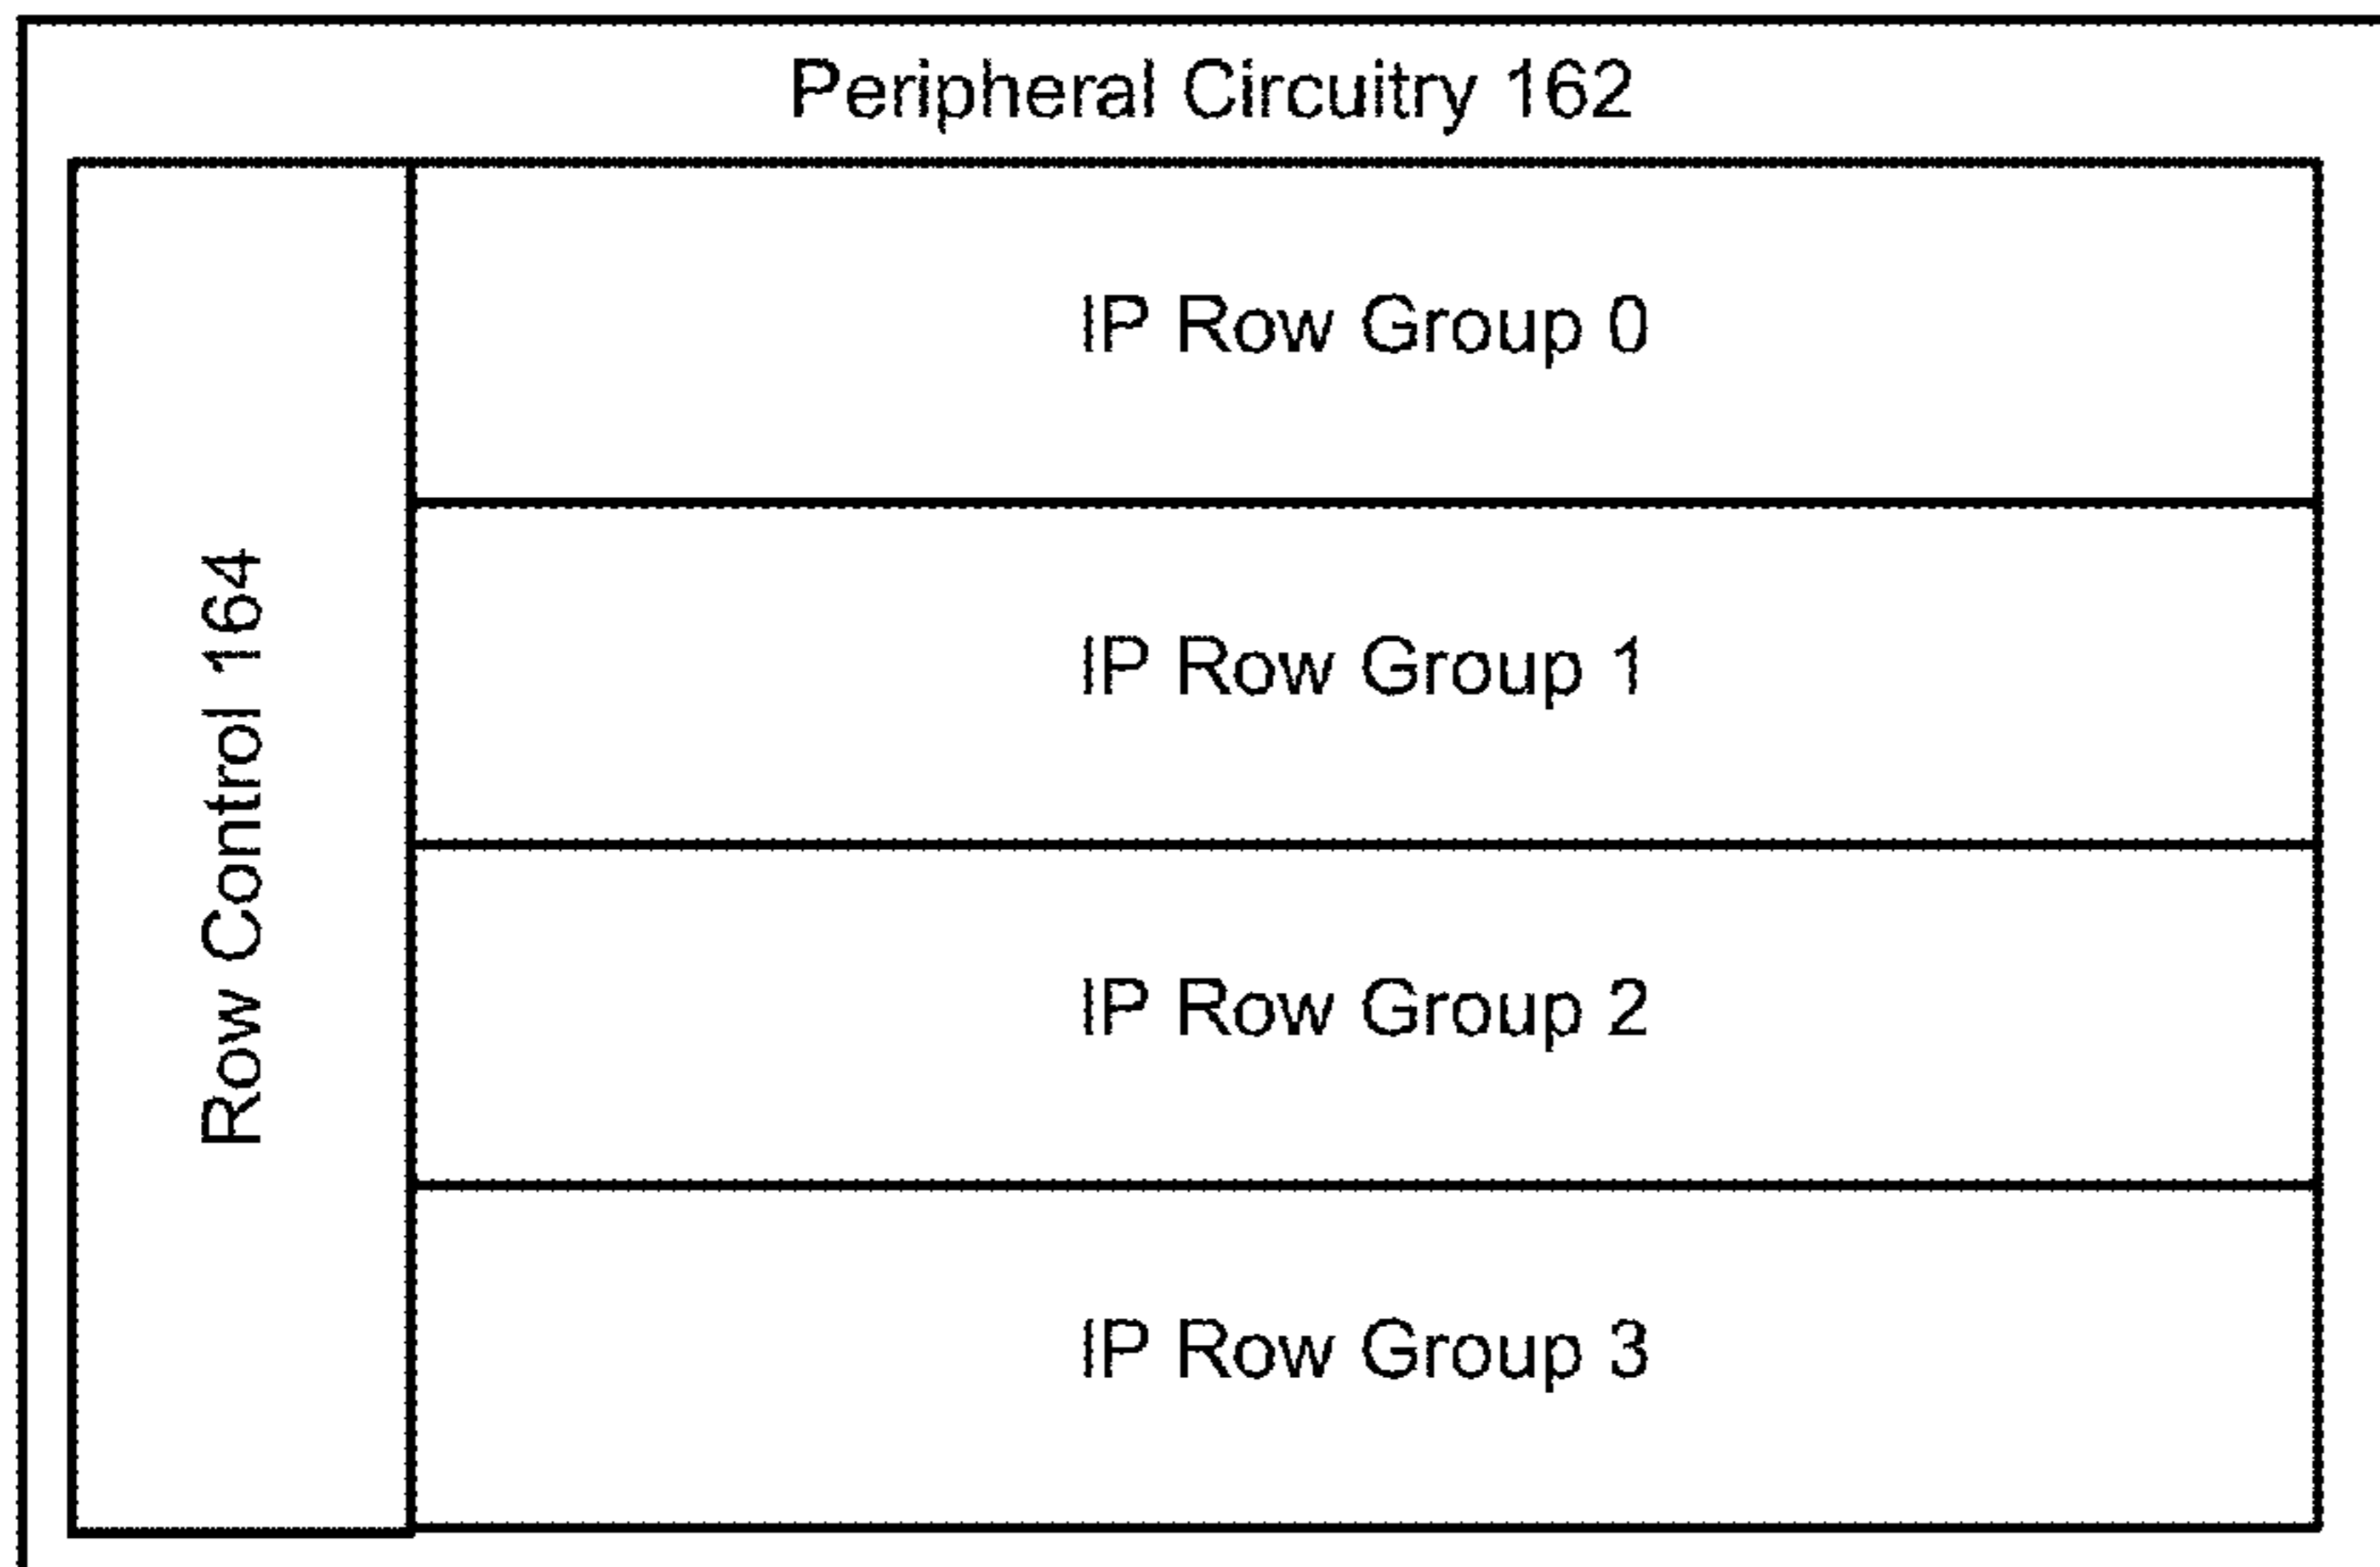 Peripheral Circuitry 162
Row Control 164
IP Row Group 0
IP Row Group 1
IP Row Group 2
IP Row Group 3